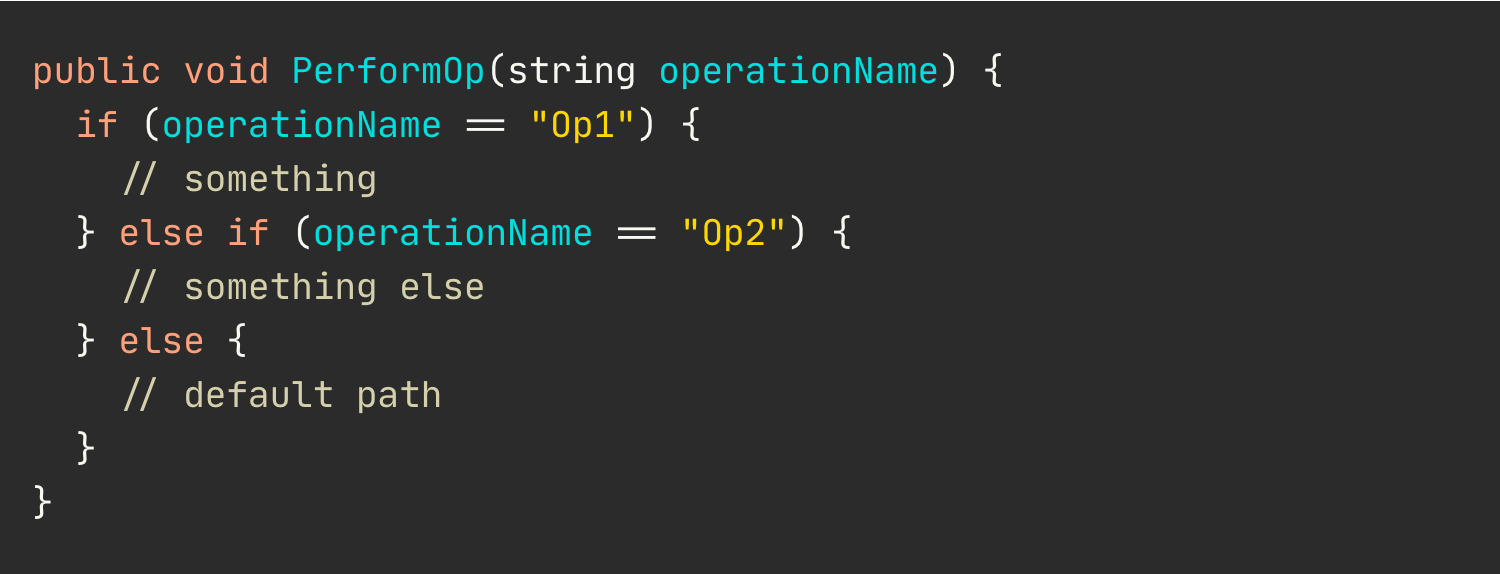 public void PerformOp(string operationName) {
  if (operationName == "Op1") {
    // something
  } else if (operationName == "Op2") {
    // something else
  } else {
    // default path
  }
}